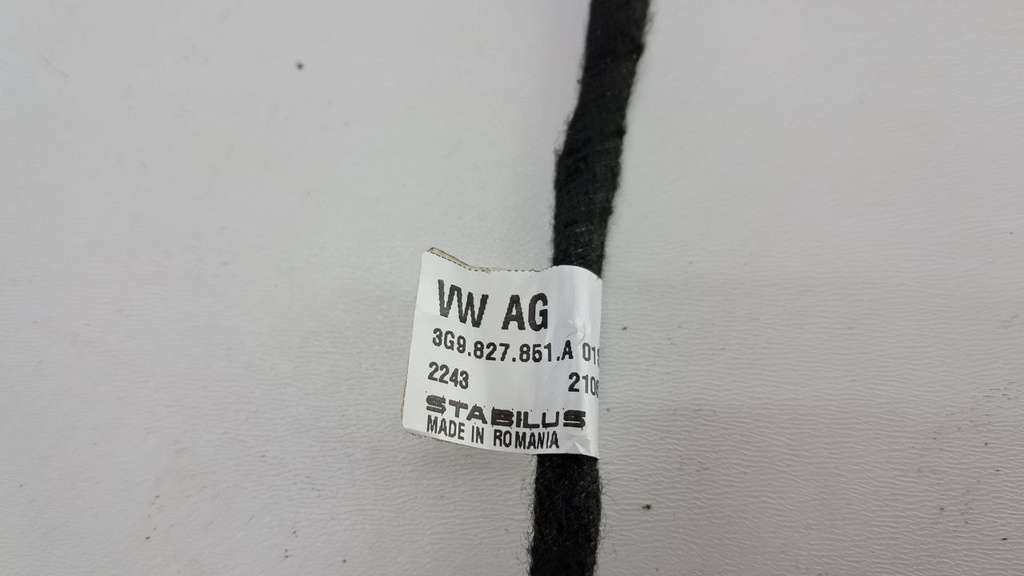 VW AG
3G9.827.851.A
2243
STABILUS
MADE IN ROMANIA